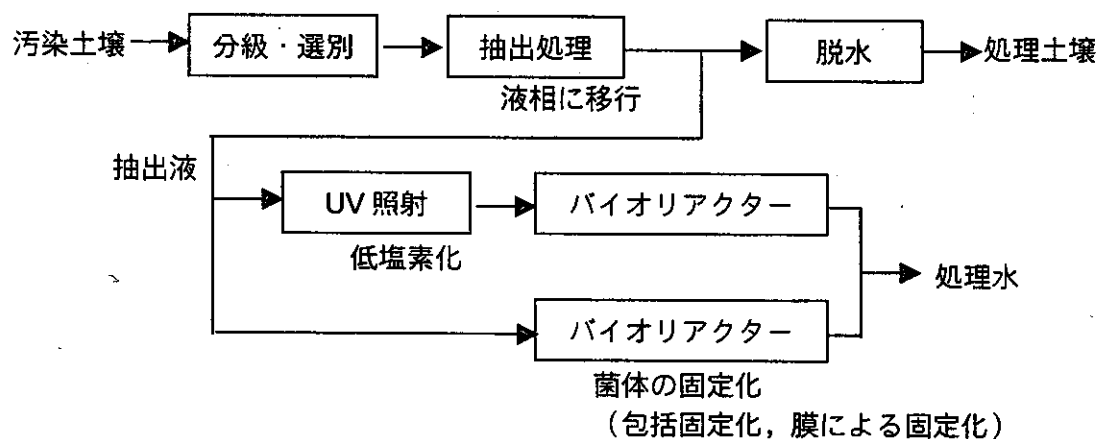 汚染土壌
分級・選別
抽出処理
脱水
処理土壌
液相に移行
抽出液
UV 照射
バイオリアクター
低塩素化
処理水
バイオリアクター
菌体の固定化
（包括固定化，膜による固定化）